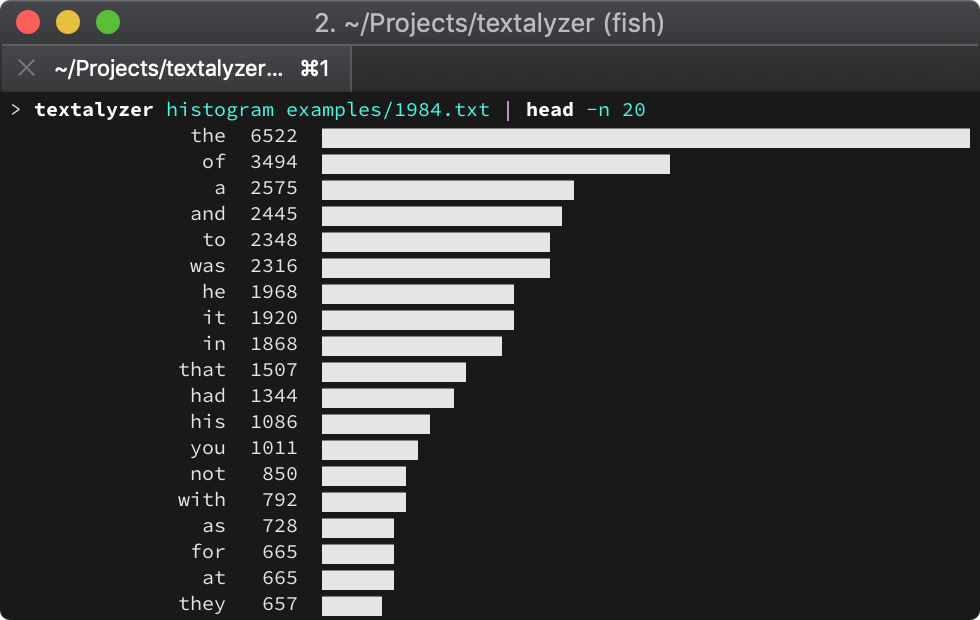 2. ~/Projects/textalyzer (fish)
~/Projects/textalyzer... ⌘1
> textalyzer histogram examples/1984.txt | head -n 20
the 6522
of 3494
a 2575
and 2445
to 2348
was 2316
he 1968
it 1920
in 1868
that 1507
had 1344
his 1086
you 1011
not 850
with 792
as 728
for 665
at 665
they 657